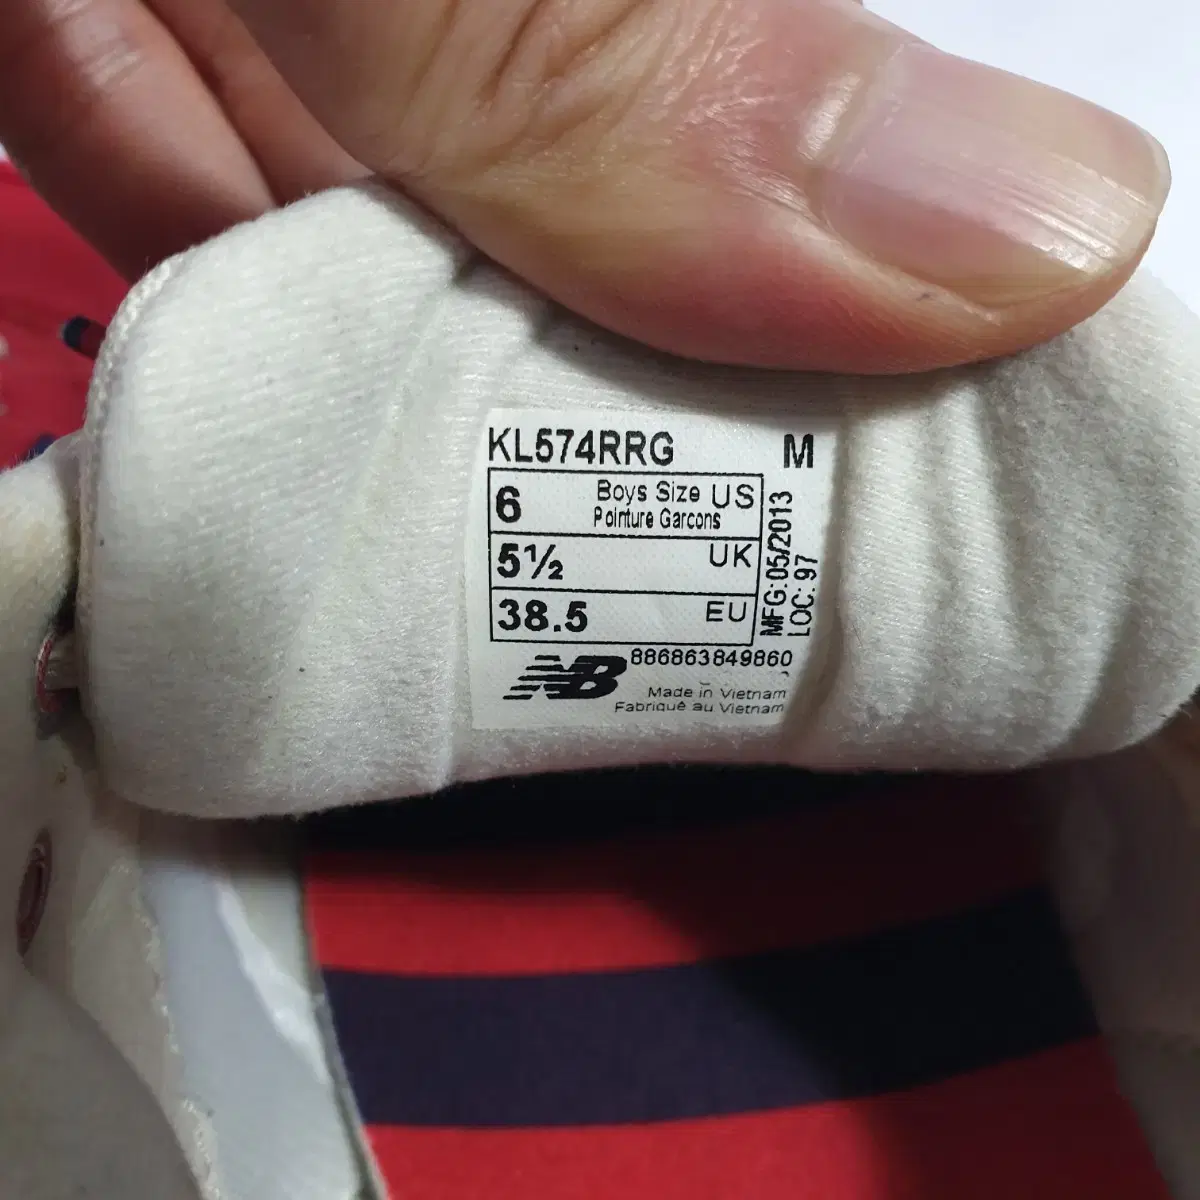 KL574RRG M
6 Boys Size US
Pointure Garcons
5½ UK
38.5 EU
MFG: 05/2013
LOC: 97
NB 886863849860
Made in Vietnam
Fabriqué au Vietnam